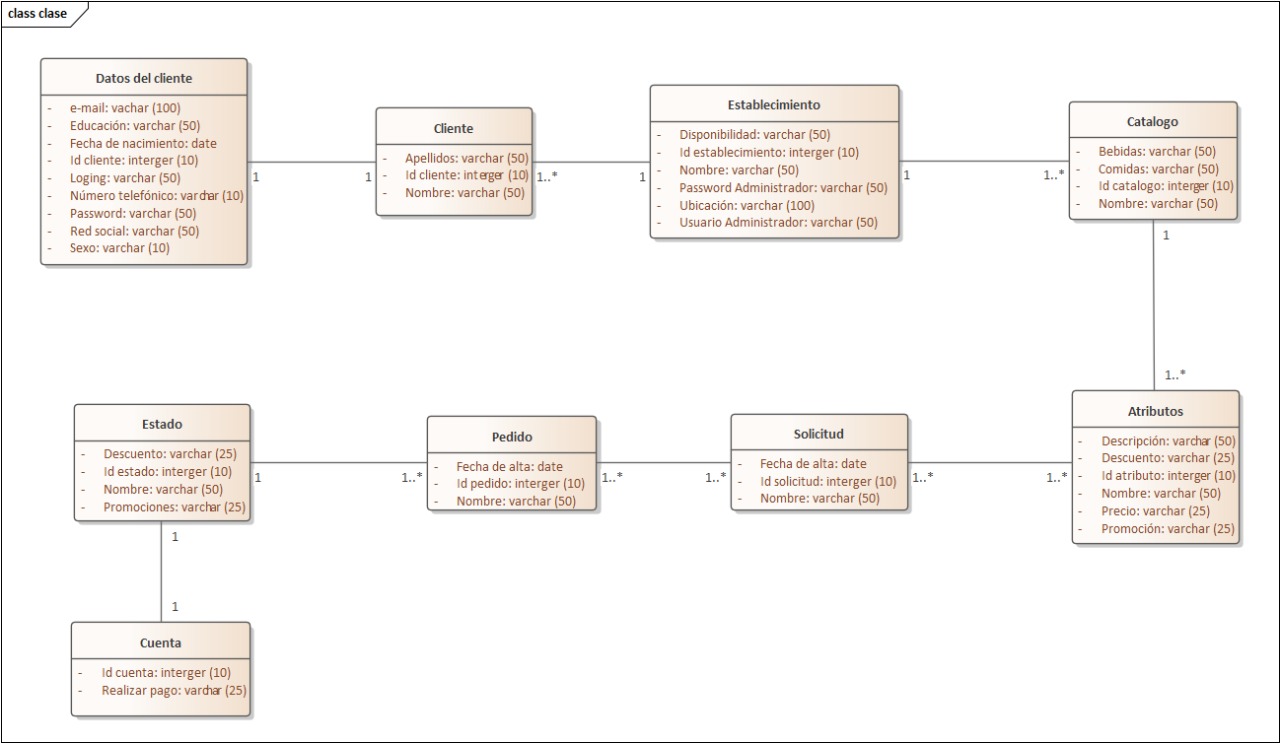 class clase
Datos del cliente
- e-mail: vachar (100)
- Educación: varchar (50)
- Fecha de nacimiento: date
- Id cliente: interger (10)
- Loging: varchar (50)
- Número telefónico: varchar (10)
- Password: varchar (50)
- Red social: varchar (50)
- Sexo: varchar (10)
1
1
Cliente
- Apellidos: varchar (50)
- Id cliente: interger (10)
- Nombre: varchar (50)
1..*
1
Establecimiento
- Disponibilidad: varchar (50)
- Id establecimiento: interger (10)
- Nombre: varchar (50)
- Password Administrador: varchar (50)
- Ubicación: varchar (100)
- Usuario Administrador: varchar (50)
1
1..*
Catalogo
- Bebidas: varchar (50)
- Comidas: varchar (50)
- Id catalogo: interger (10)
- Nombre: varchar (50)
1
1..*
Estado
- Descuento: varchar (25)
- Id estado: interger (10)
- Nombre: varchar (50)
- Promociones: varchar (25)
1
1..*
Pedido
- Fecha de alta: date
- Id pedido: interger (10)
- Nombre: varchar (50)
1..*
1..*
Solicitud
- Fecha de alta: date
- Id solicitud: interger (10)
- Nombre: varchar (50)
1..*
1..*
Atributos
- Descripción: varchar (50)
- Descuento: varchar (25)
- Id atributo: interger (10)
- Nombre: varchar (50)
- Precio: varchar (25)
- Promoción: varchar (25)
1
1
Cuenta
- Id cuenta: interger (10)
- Realizar pago: varchar (25)